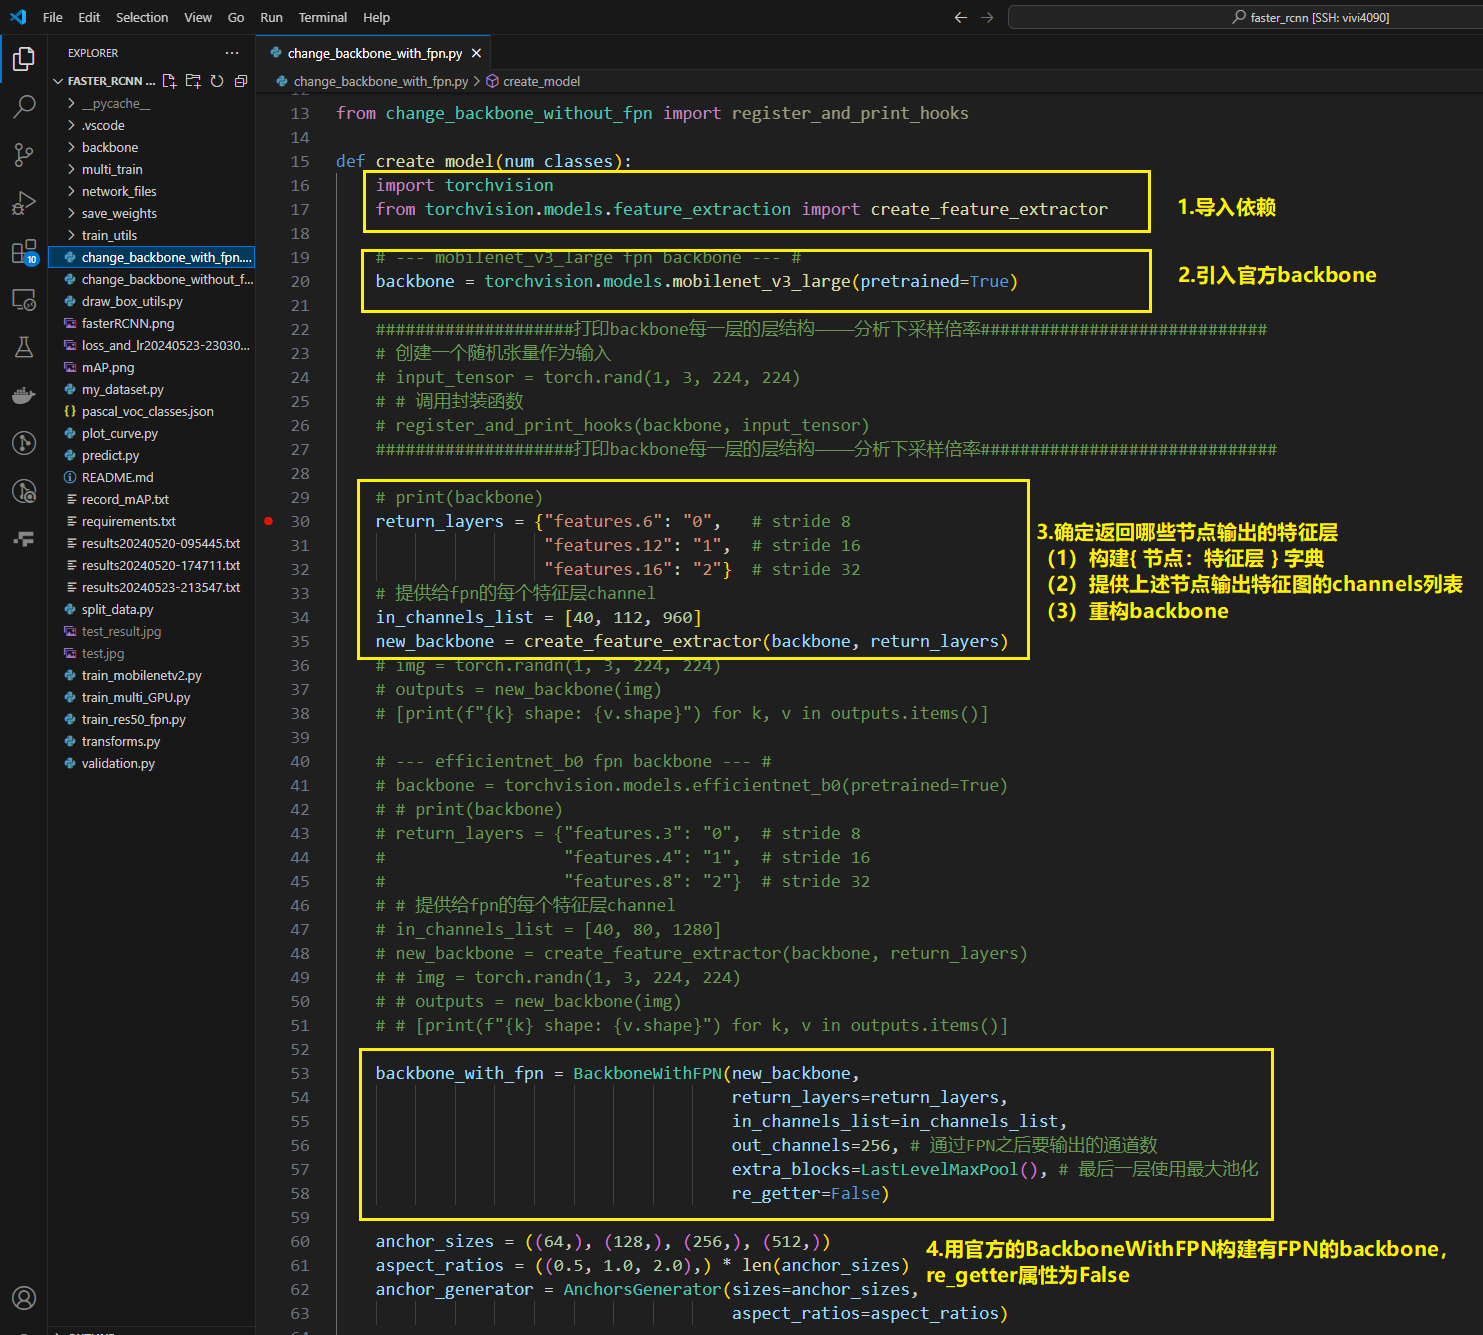 File Edit Selection View Go Run Terminal Help
faster_rcnn [SSH: vivi4090]
EXPLORER
FASTER_RCNN ...
__pycache__
.vscode
backbone
multi_train
network_files
save_weights
train_utils
change_backbone_with_fpn....
change_backbone_without_f...
draw_box_utils.py
fasterRCNN.png
loss_and_lr20240523-23030...
mAP.png
my_dataset.py
pascal_voc_classes.json
plot_curve.py
predict.py
README.md
record_mAP.txt
requirements.txt
results20240520-095445.txt
results20240520-174711.txt
results20240523-213547.txt
split_data.py
test_result.jpg
test.jpg
train_mobilenetv2.py
train_multi_GPU.py
train_res50_fpn.py
transforms.py
validation.py
10
change_backbone_with_fpn.py
change_backbone_with_fpn.py > create_model
13 from change_backbone_without_fpn import register_and_print_hooks
14
15 def create_model(num_classes):
16 import torchvision
17 from torchvision.models.feature_extraction import create_feature_extractor
18
19 # --- mobilenet_v3_large fpn backbone --- #
20 backbone = torchvision.models.mobilenet_v3_large(pretrained=True)
21
22 ####################打印backbone每一层的层结构————分析下采样倍率#############################
23 # 创建一个随机张量作为输入
24 # input_tensor = torch.rand(1, 3, 224, 224)
25 # # 调用封装函数
26 # register_and_print_hooks(backbone, input_tensor)
27 ####################打印backbone每一层的层结构————分析下采样倍率##############################
28
29 # print(backbone)
30 return_layers = {"features.6": "0", # stride 8
31 "features.12": "1", # stride 16
32 "features.16": "2"} # stride 32
33 # 提供给fpn的每个特征层channel
34 in_channels_list = [40, 112, 960]
35 new_backbone = create_feature_extractor(backbone, return_layers)
36 # img = torch.randn(1, 3, 224, 224)
37 # outputs = new_backbone(img)
38 # [print(f"{k} shape: {v.shape}") for k, v in outputs.items()]
39
40 # --- efficientnet_b0 fpn backbone --- #
41 # backbone = torchvision.models.efficientnet_b0(pretrained=True)
42 # # print(backbone)
43 # return_layers = {"features.3": "0", # stride 8
44 # "features.4": "1", # stride 16
45 # "features.8": "2"} # stride 32
46 # # 提供给fpn的每个特征层channel
47 # in_channels_list = [40, 80, 1280]
48 # new_backbone = create_feature_extractor(backbone, return_layers)
49 # # img = torch.randn(1, 3, 224, 224)
50 # # outputs = new_backbone(img)
51 # # [print(f"{k} shape: {v.shape}") for k, v in outputs.items()]
52
53 backbone_with_fpn = BackboneWithFPN(new_backbone,
54 return_layers=return_layers,
55 in_channels_list=in_channels_list,
56 out_channels=256, # 通过FPN之后要输出的通道数
57 extra_blocks=LastLevelMaxPool(), # 最后一层使用最大池化
58 re_getter=False)
59
60 anchor_sizes = ((64,), (128,), (256,), (512,))
61 aspect_ratios = ((0.5, 1.0, 2.0),) * len(anchor_sizes)
62 anchor_generator = AnchorsGenerator(sizes=anchor_sizes,
63 aspect_ratios=aspect_ratios)
1.导入依赖
2.引入官方backbone
3.确定返回哪些节点输出的特征层
（1）构建{ 节点：特征层 } 字典
（2）提供上述节点输出特征图的channels列表
（3）重构backbone
4.用官方的BackboneWithFPN构建有FPN的backbone，
re_getter属性为False